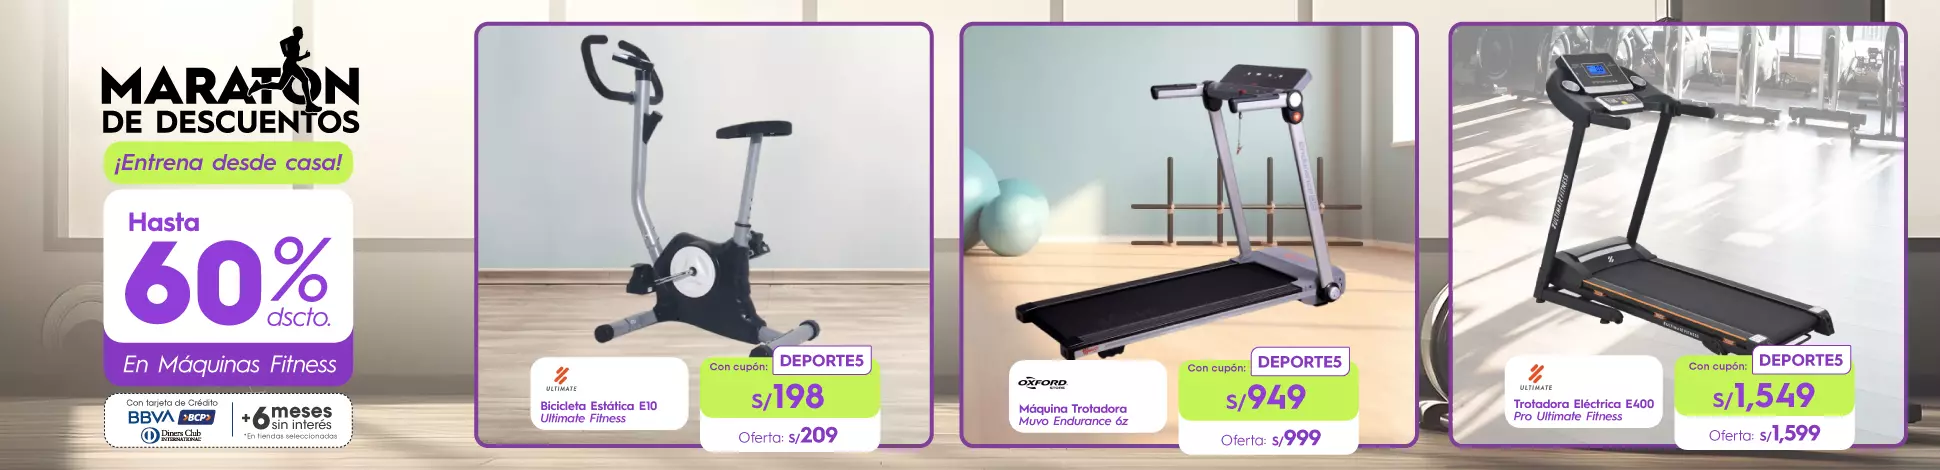 MARATON
DE DESCUENTOS
¡Entrena desde casa!
Hasta
60%
dscto.
En Máquinas Fitness
Con tarjeta de Crédito
BBVA >BCP>
Diners Club
INTERNATIONAL
+6 meses
sin interés
*En tiendas seleccionadas
ULTIMATE
Bicicleta Estática E10
Ultimate Fitness
Con cupón: DEPORTE5
S/198
Oferta: S/209
OXFORD
Máquina Trotadora
Muvo Endurance 6z
Con cupón: DEPORTE5
S/949
Oferta: S/999
ULTIMATE FITNESS
ULTIMATE
Trotadora Eléctrica E400
Pro Ultimate Fitness
Con cupón: DEPORTE5
S/1,549
Oferta: S/1,599